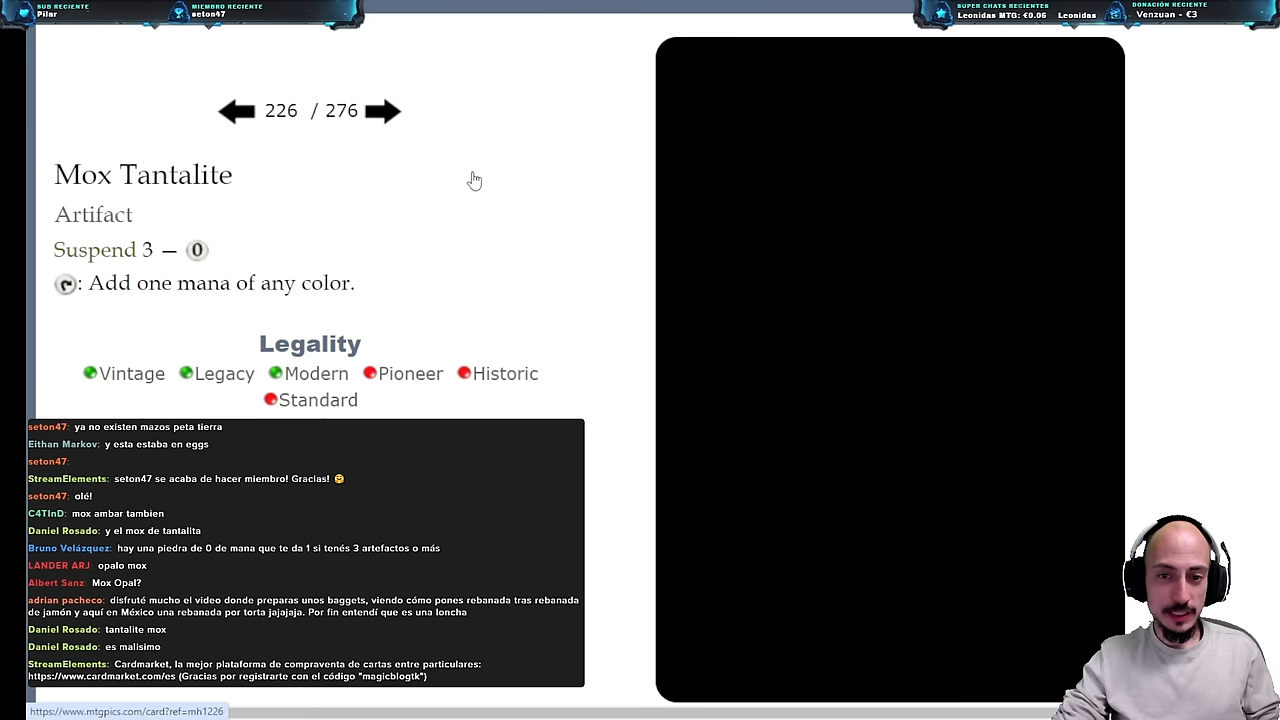 SUB RECIENTE
Pilar
MIEMBRO RECIENTE
seton47
SUPER CHATS RECIENTES
Leonidas MTG: €0.06 Leonidas
DONACIÓN RECIENTE
Venzuan - €3
226 / 276
Mox Tantalite
Artifact
Suspend 3 — 0
: Add one mana of any color.
Legality
Vintage Legacy Modern Pioneer Historic
Standard
seton47: ya no existen mazos peta tierra
Eithan Markov: y esta estaba en eggs
seton47:
StreamElements: seton47 se acaba de hacer miembro! Gracias!
seton47: olé!
C4TInD: mox ambar tambien
Daniel Rosado: y el mox de tantalita
Bruno Velázquez: hay una piedra de 0 de mana que te da 1 si tenés 3 artefactos o más
LANDER ARJ: opalo mox
Albert Sanz: Mox Opal?
adrian pacheco: disfruté mucho el video donde preparas unos baggets, viendo cómo pones rebanada tras rebanada
de jamón y aquí en México una rebanada por torta jajajaja. Por fin entendí que es una loncha
Daniel Rosado: tantalite mox
Daniel Rosado: es malisimo
StreamElements: Cardmarket, la mejor plataforma de compraventa de cartas entre particulares:
https://www.cardmarket.com/es (Gracias por registrarte con el código "magicblogtk")
https://www.mtgpics.com/card?ref=mh1226